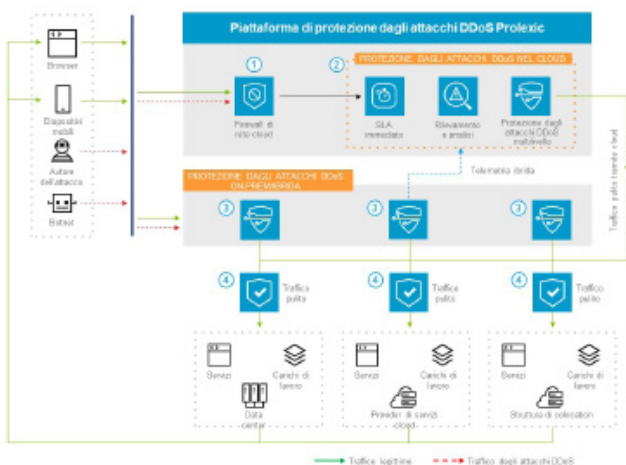 Piattaforma di protezione dagli attacchi DDoS Prolexic
PROTEZIONE DAGLI ATTACCHI DDoS NEL CLOUD
Browser
Dispositivi
mobili
Autore
dell'attacco
Botnet
1
Firewall di
rete cloud
2
SLA
immediato
Rilevamento
e analisi
Protezione dagli
attacchi DDoS
multilivello
Telemetria ibrida
Traffico pulito tramite cloud
PROTEZIONE DAGLI ATTACCHI DDoS
ON-PREM/IBRIDA
3
3
3
4
Traffico
pulito
4
Traffico
pulito
4
Traffico
pulito
Servizi
Carichi di
lavoro
Data
center
Servizi
Carichi di
lavoro
Provider di servizi
cloud
Servizi
Carichi di
lavoro
Struttura di colocation
Traffico legittimo
Traffico degli attacchi DDoS